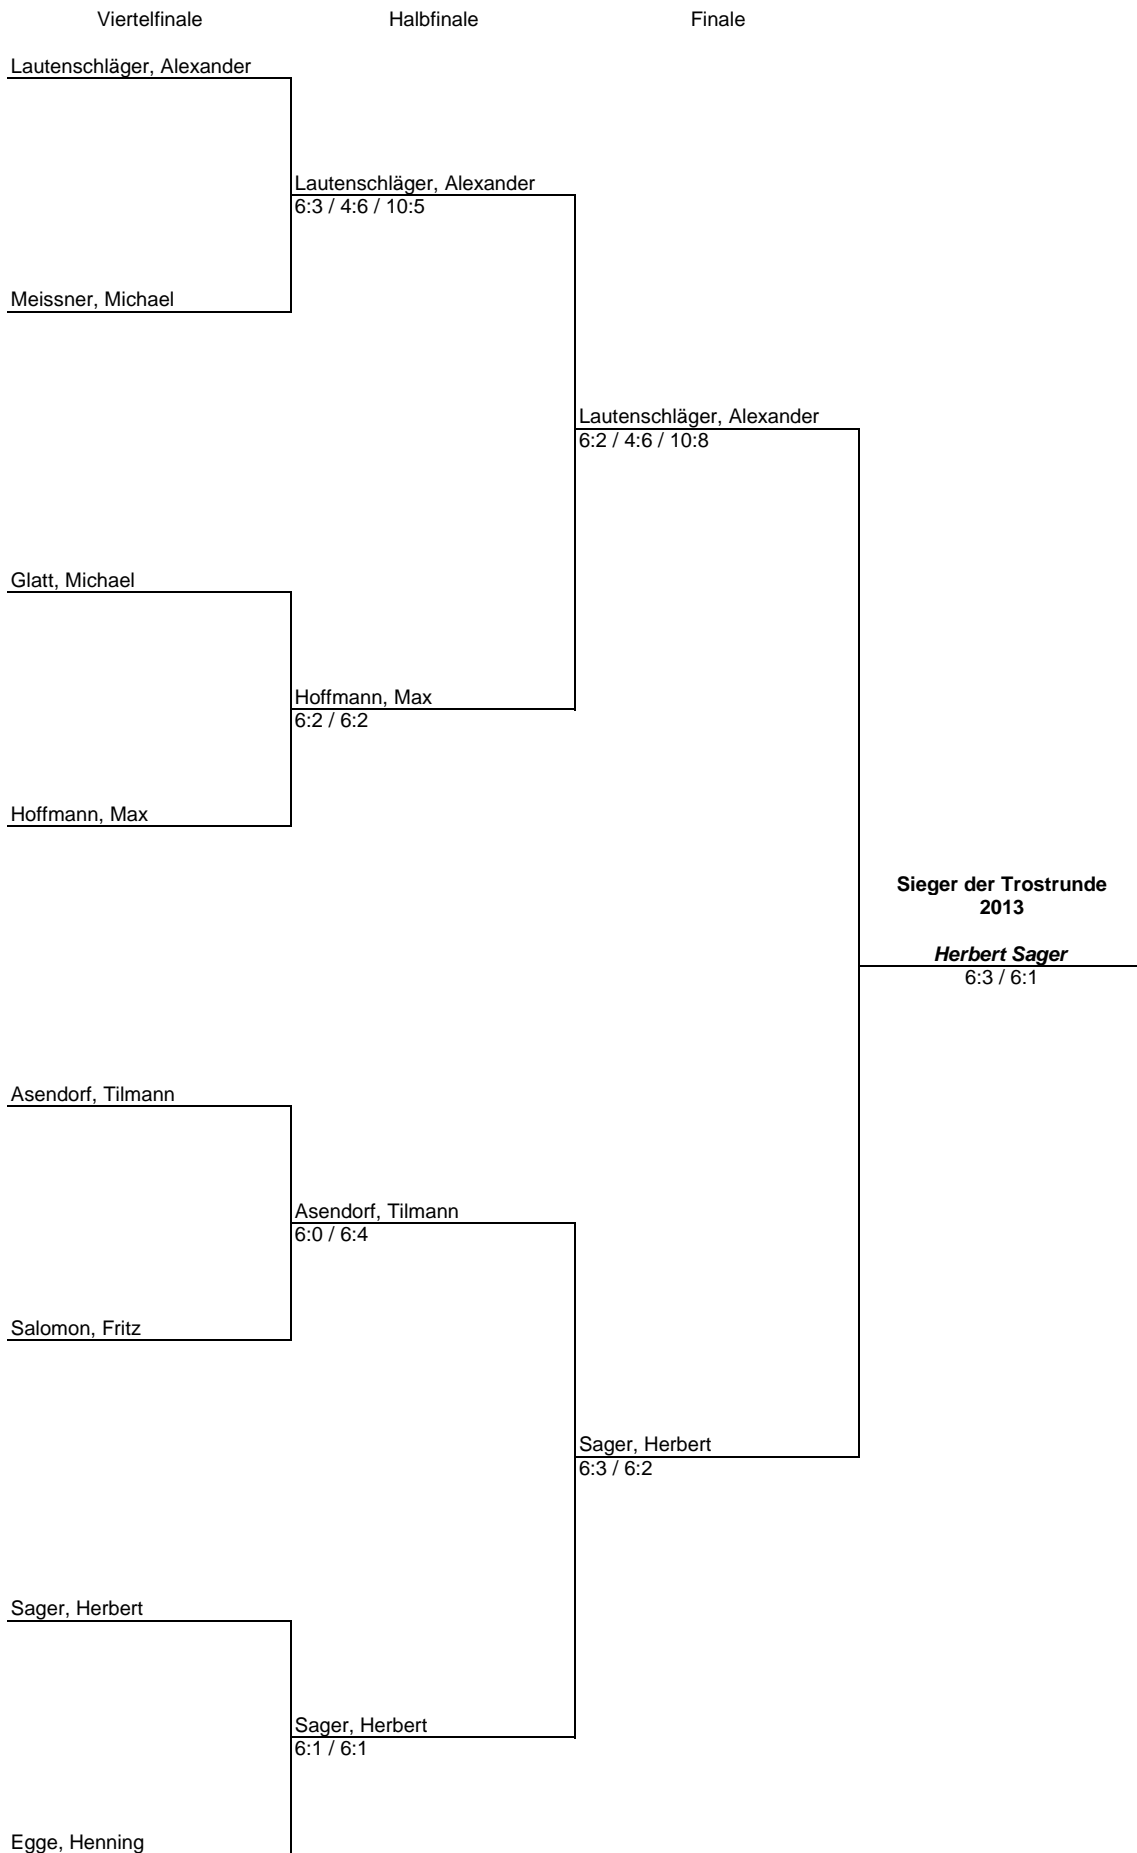 Viertelfinale Halbfinale Finale
Lautenschläger, Alexander
Lautenschläger, Alexander
6:3 / 4:6 / 10:5
Meissner, Michael
Lautenschläger, Alexander
6:2 / 4:6 / 10:8
Glatt, Michael
Hoffmann, Max
6:2 / 6:2
Hoffmann, Max
Sieger der Trostrunde
2013
Herbert Sager
6:3 / 6:1
Asendorf, Tilmann
Asendorf, Tilmann
6:0 / 6:4
Salomon, Fritz
Sager, Herbert
6:3 / 6:2
Sager, Herbert
Sager, Herbert
6:1 / 6:1
Egge, Henning